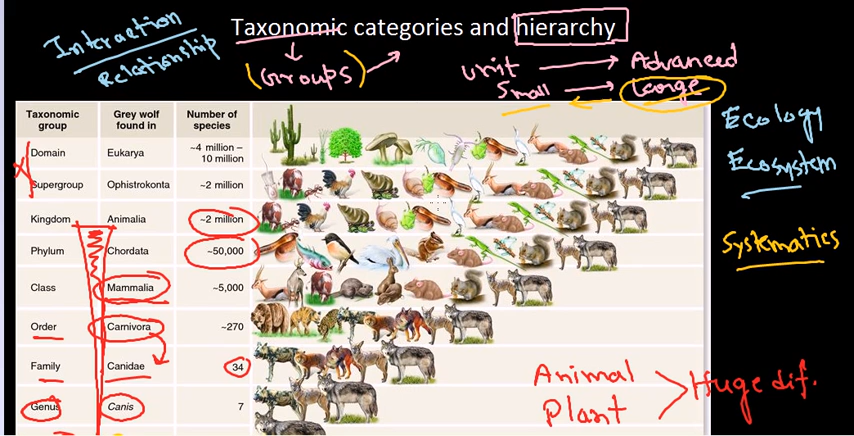 Taxonomic categories and hierarchy
Interaction
Relationship
(Groups)
unit → Advanced
Small Large
Ecology
Ecosystem
Systematics
Taxonomic group Grey wolf found in Number of species
Domain Eukarya ~4 million – 10 million
Supergroup Ophistrokonta ~2 million
Kingdom Animalia ~2 million
Phylum Chordata ~50,000
Class Mammalia ~5,000
Order Carnivora ~270
Family Canidae 34
Genus Canis 7
Animal
Plant
Huge dif.